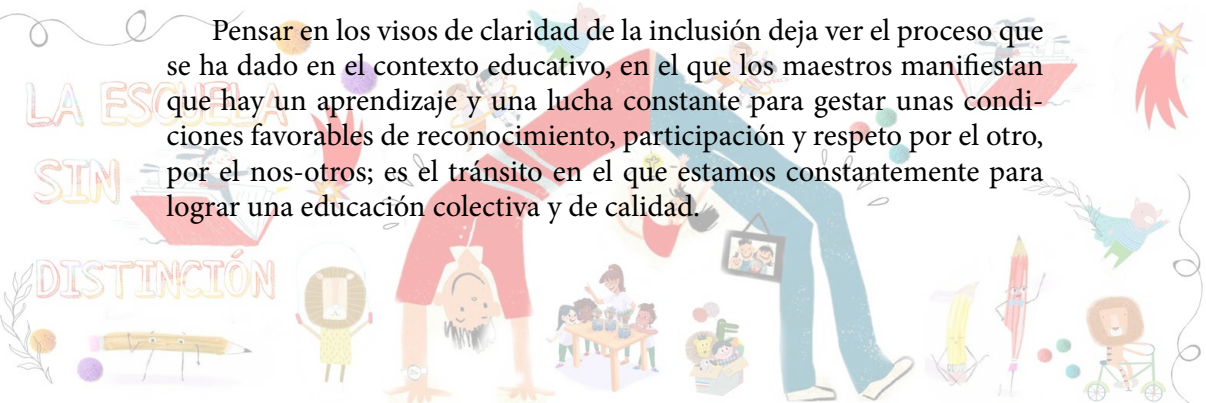 Pensar en los visos de claridad de la inclusión deja ver el proceso que
se ha dado en el contexto educativo, en el que los maestros manifiestan
que hay un aprendizaje y una lucha constante para gestar unas condi-
ciones favorables de reconocimiento, participación y respeto por el otro,
por el nos-otros; es el tránsito en el que estamos constantemente para
lograr una educación colectiva y de calidad.
LA ESCUELA
SIN
DISTINCIÓN